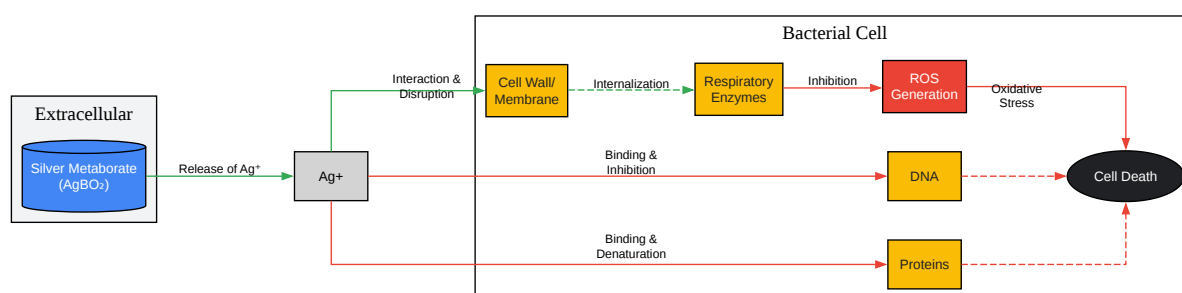 Bacterial Cell
Extracellular
Silver Metaborate
(AgBO₂)
Release of Ag⁺
Ag+
Interaction &
Disruption
Cell Wall/
Membrane
Internalization
Respiratory
Enzymes
Inhibition
ROS
Generation
Oxidative
Stress
Binding &
Inhibition
DNA
Cell Death
Binding &
Denaturation
Proteins